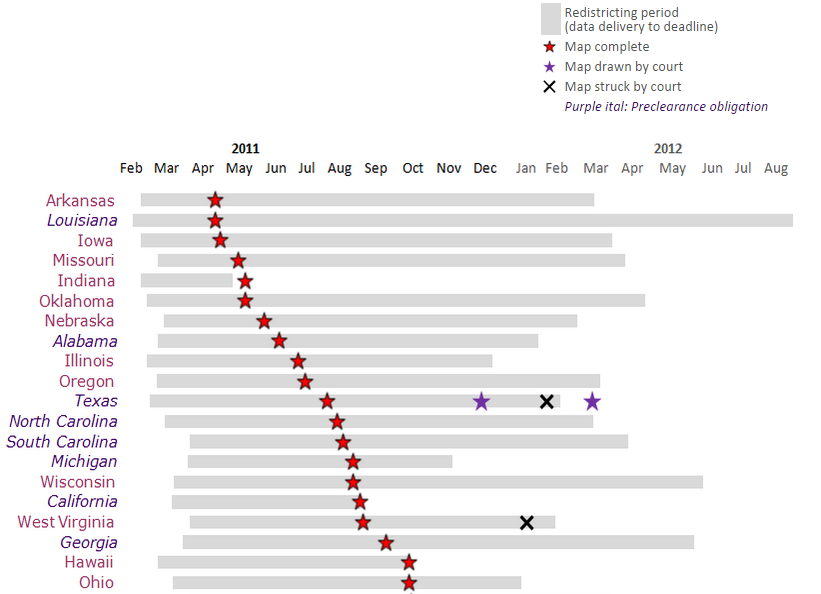 Redistricting period
(data delivery to deadline)
Map complete
Map drawn by court
Map struck by court
Purple ital: Preclearance obligation
2011 2012
Feb Mar Apr May Jun Jul Aug Sep Oct Nov Dec Jan Feb Mar Apr May Jun Jul Aug
Arkansas
Louisiana
Iowa
Missouri
Indiana
Oklahoma
Nebraska
Alabama
Illinois
Oregon
Texas
North Carolina
South Carolina
Michigan
Wisconsin
California
West Virginia
Georgia
Hawaii
Ohio